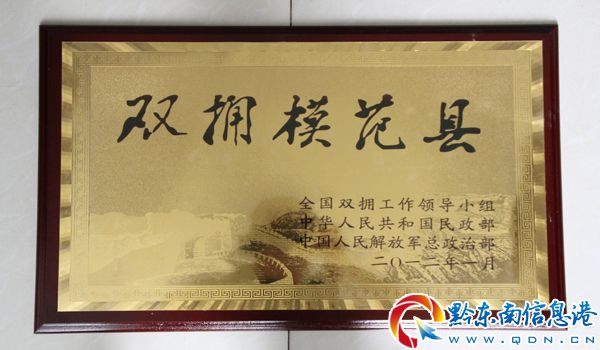 双拥模范县
全国双拥工作领导小组
中华人民共和国民政部
中国人民解放军总政治部
二〇一二年一月
黔东南信息港
WWW.QDN.CN